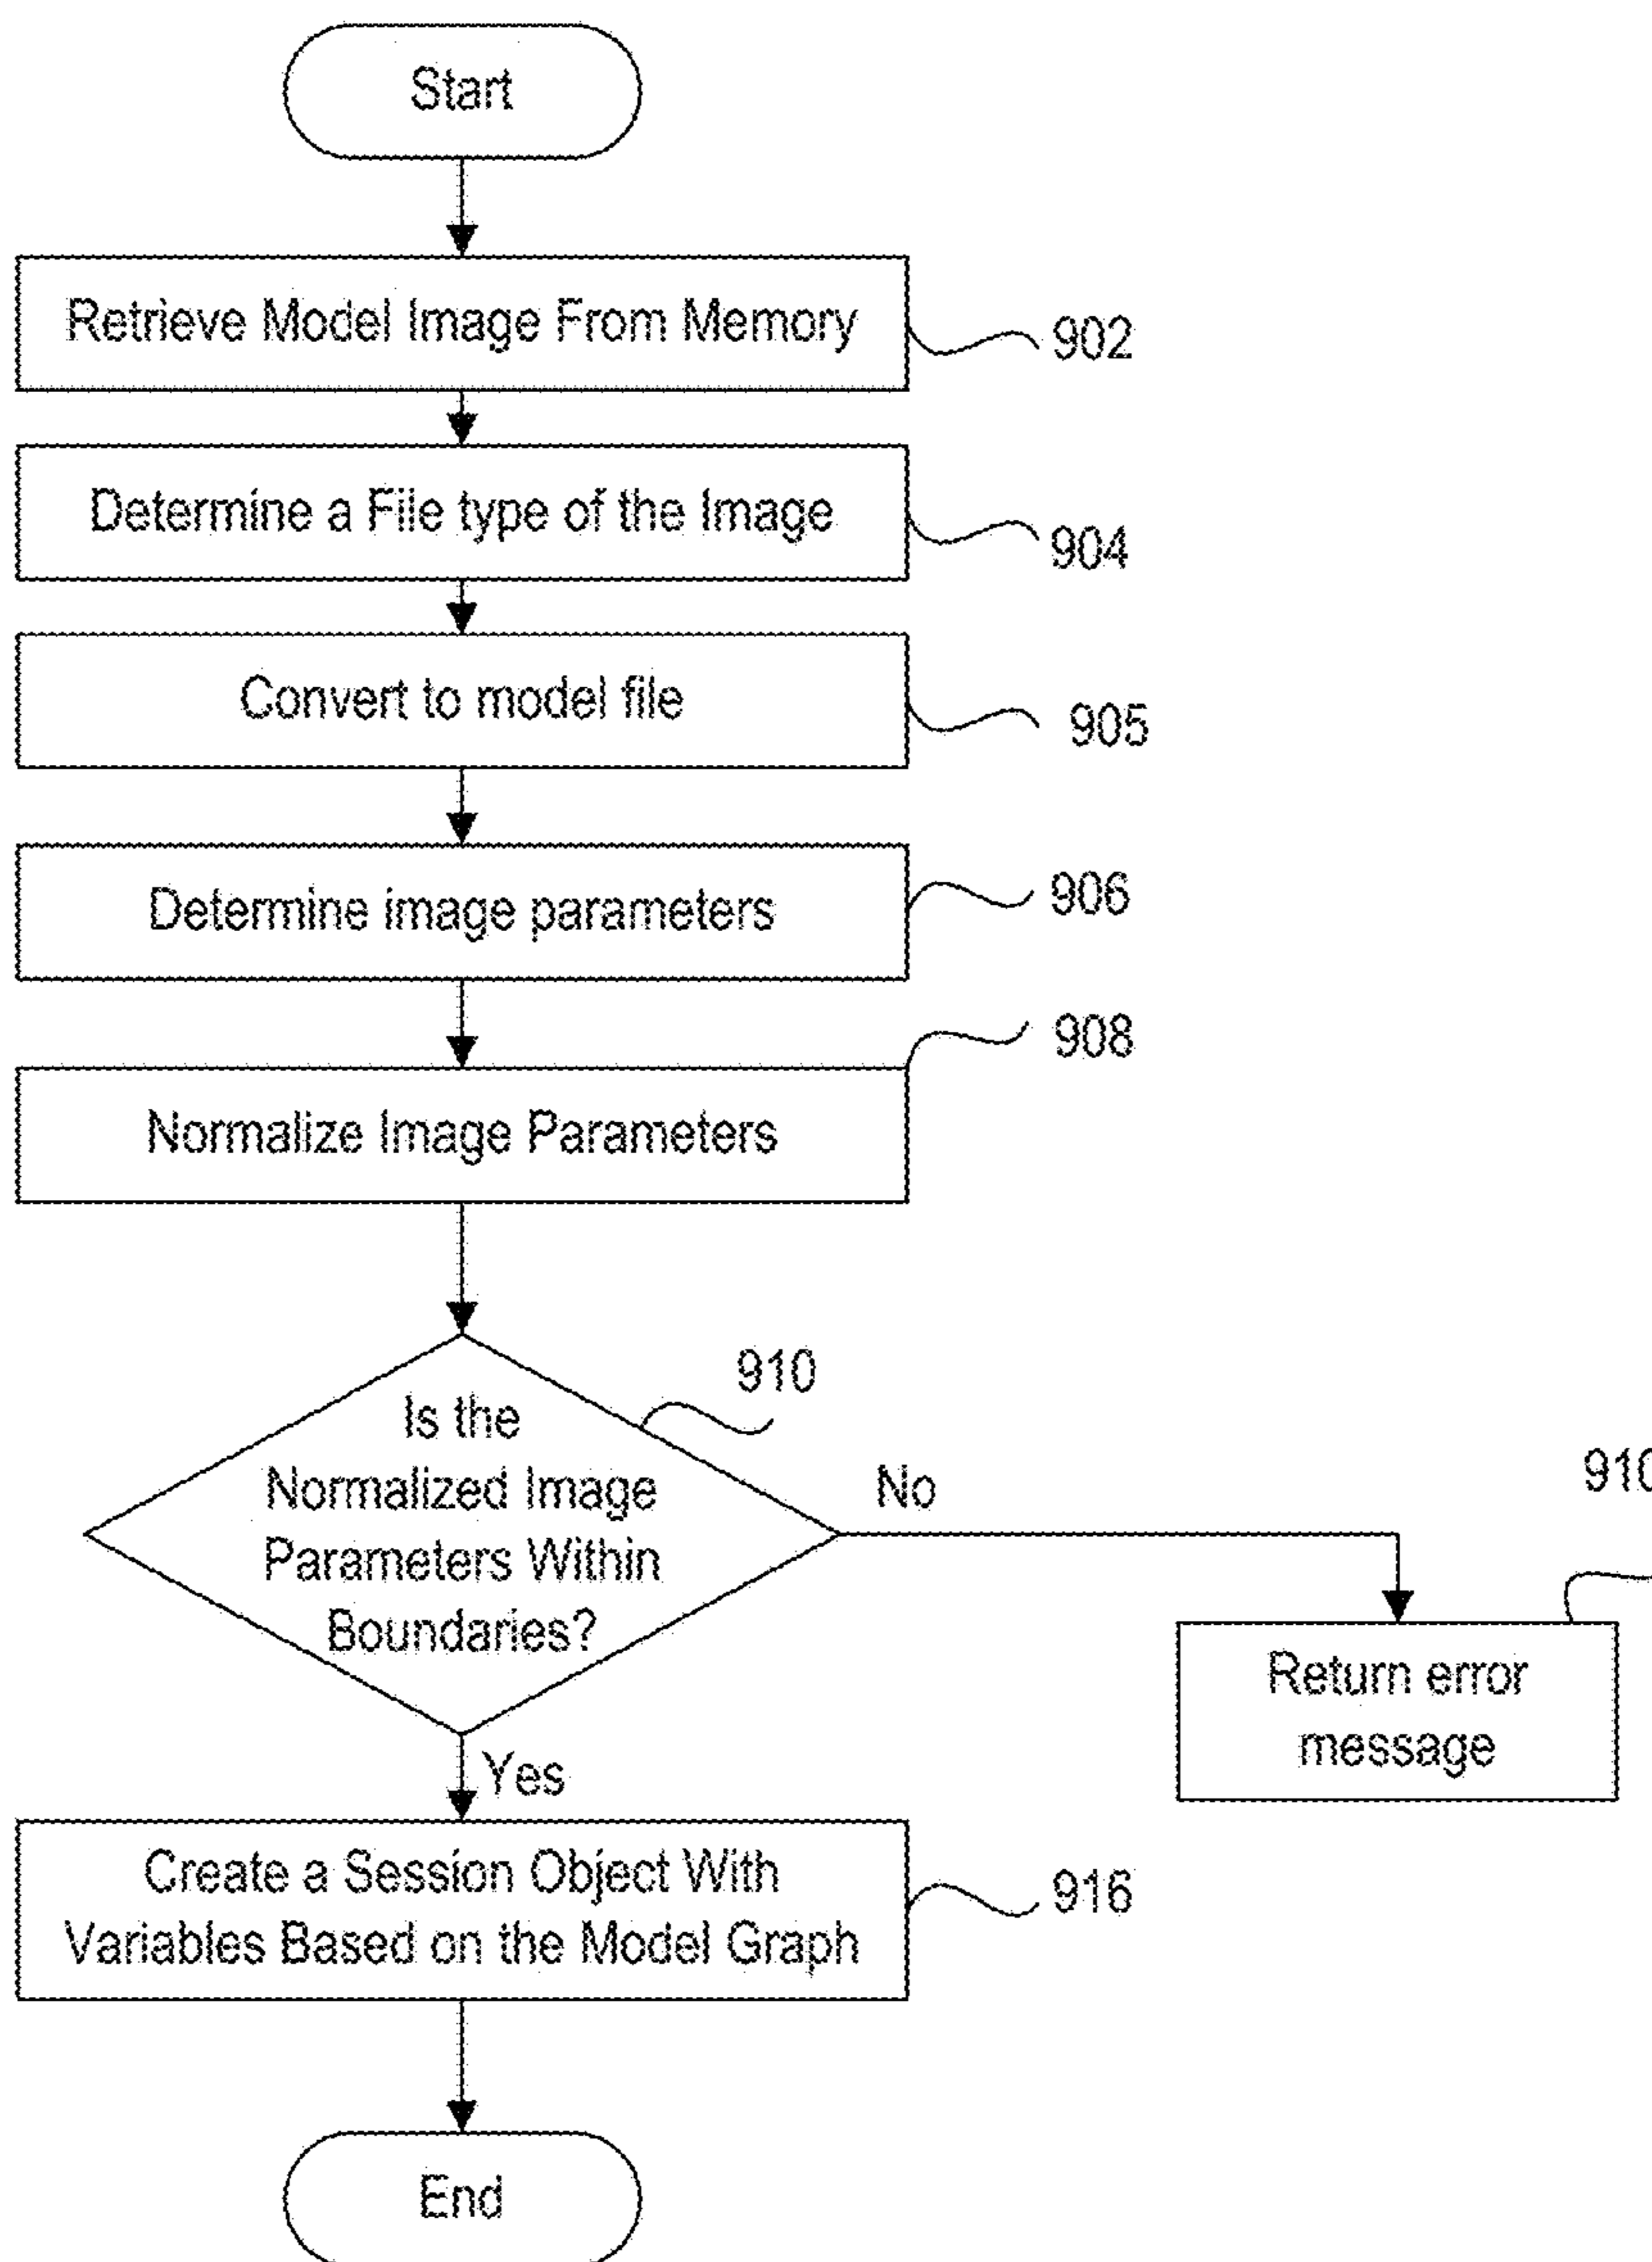 Start
Retrieve Model Image From Memory
902
Determine a File type of the Image
904
Convert to model file
905
Determine image parameters
906
908
Normalize Image Parameters
910
Is the
Normalized Image
Parameters Within
Boundaries?
No
910
Return error
message
Yes
Create a Session Object With
Variables Based on the Model Graph
916
End